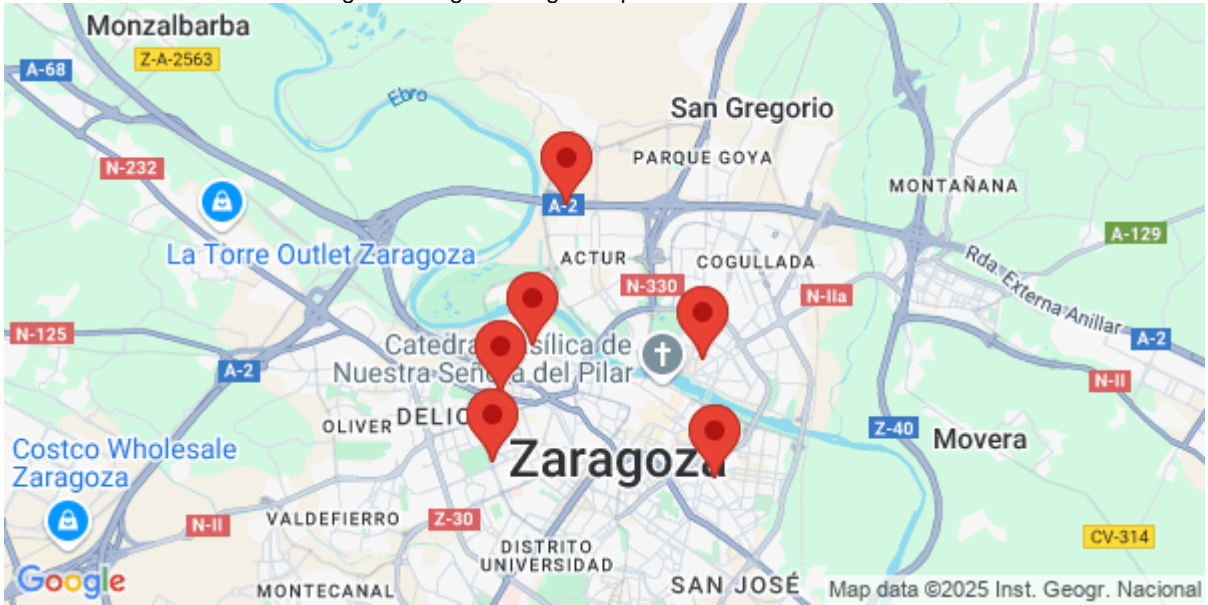 Monzalbarba
Z-A-2563
A-68
Ebro
San Gregorio
PARQUE GOYA
N-232
MONTAÑANA
A-2
A-129
La Torre Outlet Zaragoza
ACTUR
COGULLADA
Rda. Externa Anillar
N-330
N-IIa
N-125
A-2
A-2
Nuestra Señora del Pilar
N-II
OLIVER
Z-40
Movera
Costco Wholesale
Zaragoza
Zaragoza
VALDEFIERRO
Z-30
N-II
CV-314
DISTRITO
UNIVERSIDAD
Google
MONTECANAL
SAN JOSÉ
Map data ©2025 Inst. Geogr. Nacional